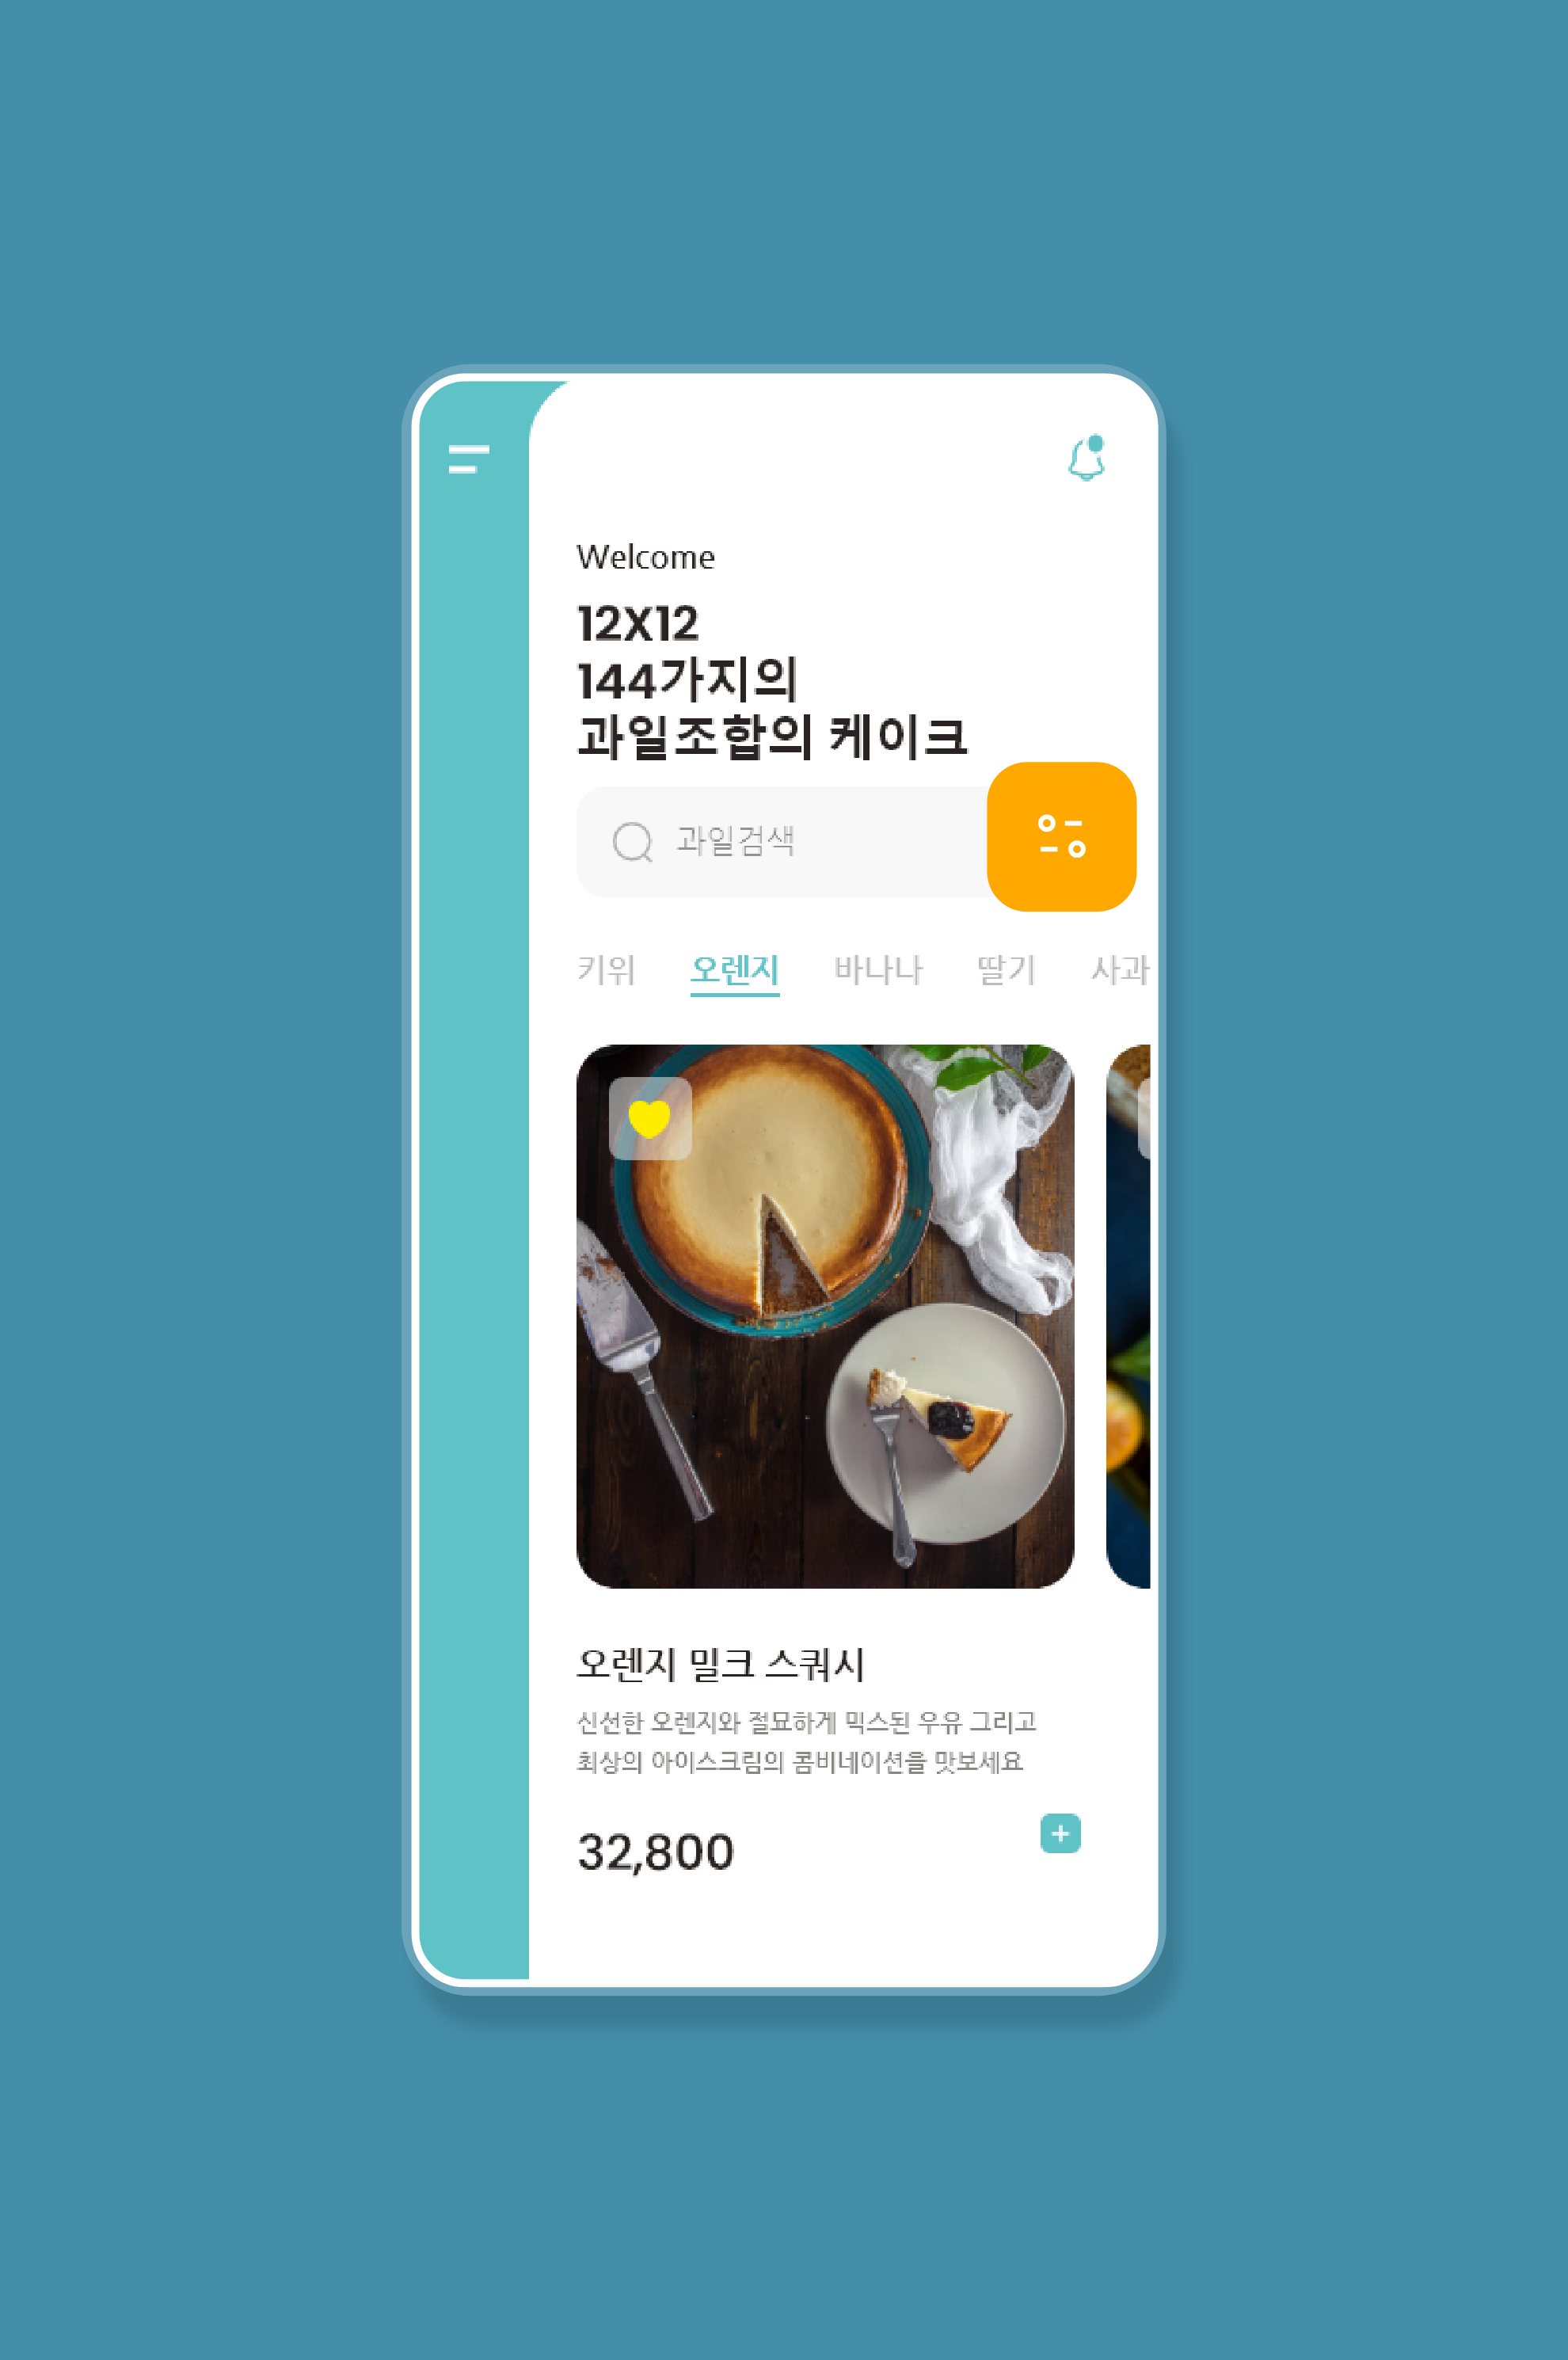 Welcome
12X12
144가지의
과일조합의 케이크
과일검색
키위 오렌지 바나나 딸기 사과
오렌지 밀크 스쿼시
신선한 오렌지와 절묘하게 믹스된 우유 그리고
최상의 아이스크림의 콤비네이션을 맛보세요
32,800